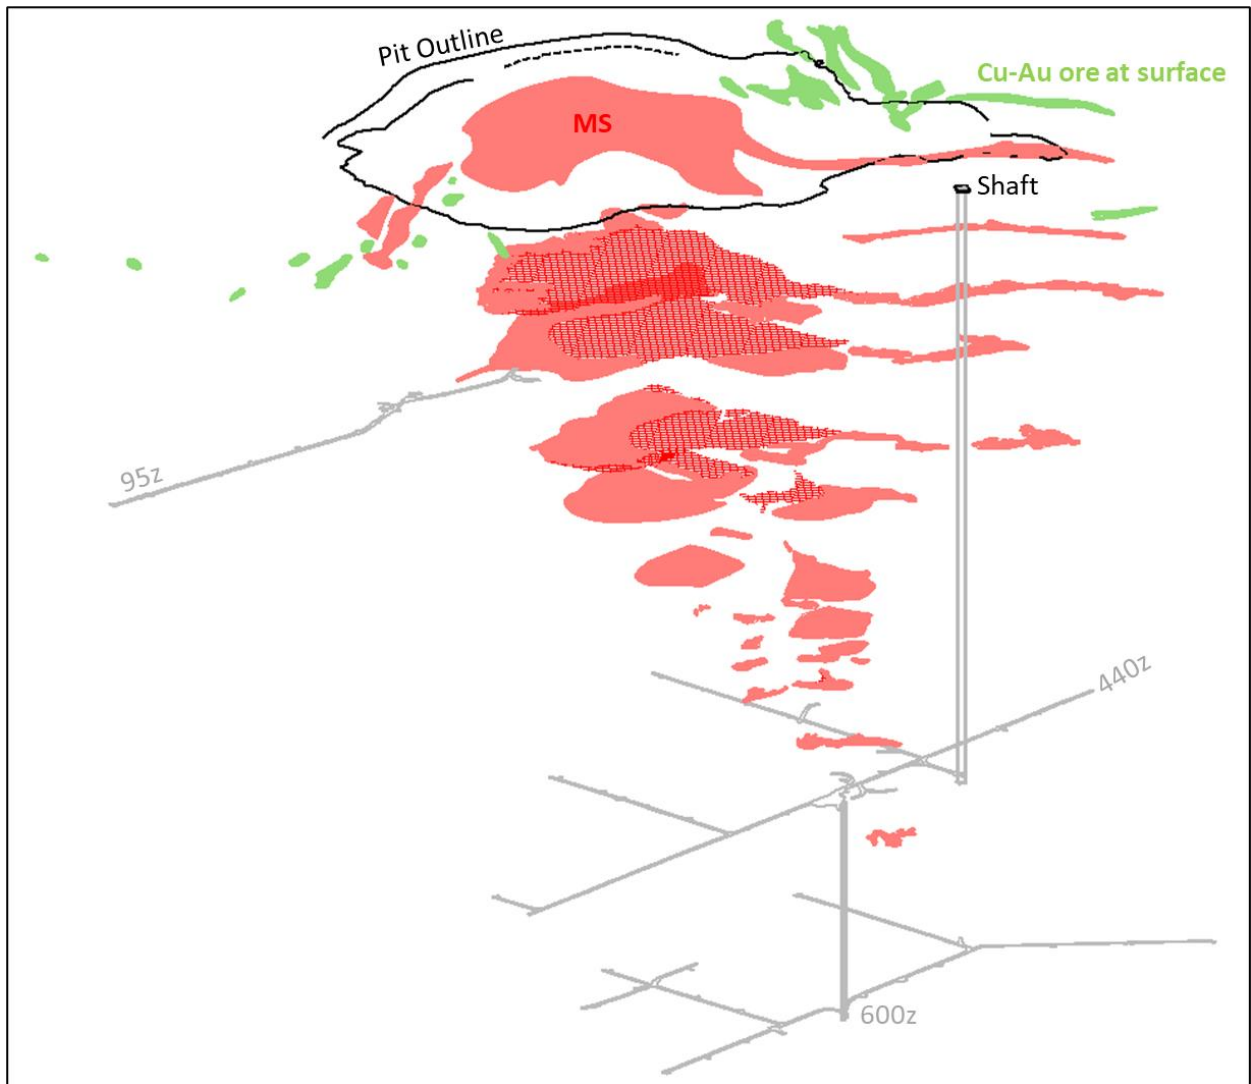 Pit Outline
Cu-Au ore at surface
MS
Shaft
95z
440z
600z